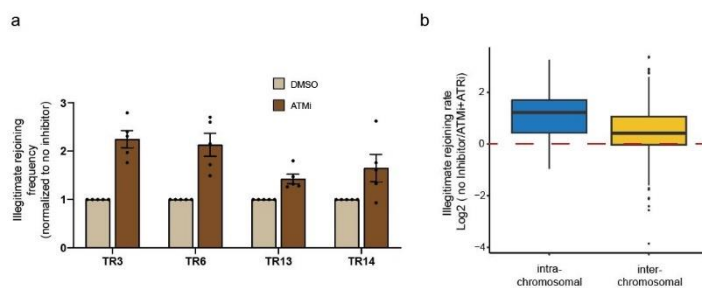 a
b
DMSO
ATMi
Illegitimate rejoining
frequency
(normalized to no inhibitor)
3
2
1
0
TR3 TR6 TR13 TR14
Illegitimate rejoining rate
Log2 ( no Inhibitor/ATMi+ATRi)
2
0
−2
−4
intra-
chromosomal
inter-
chromosomal